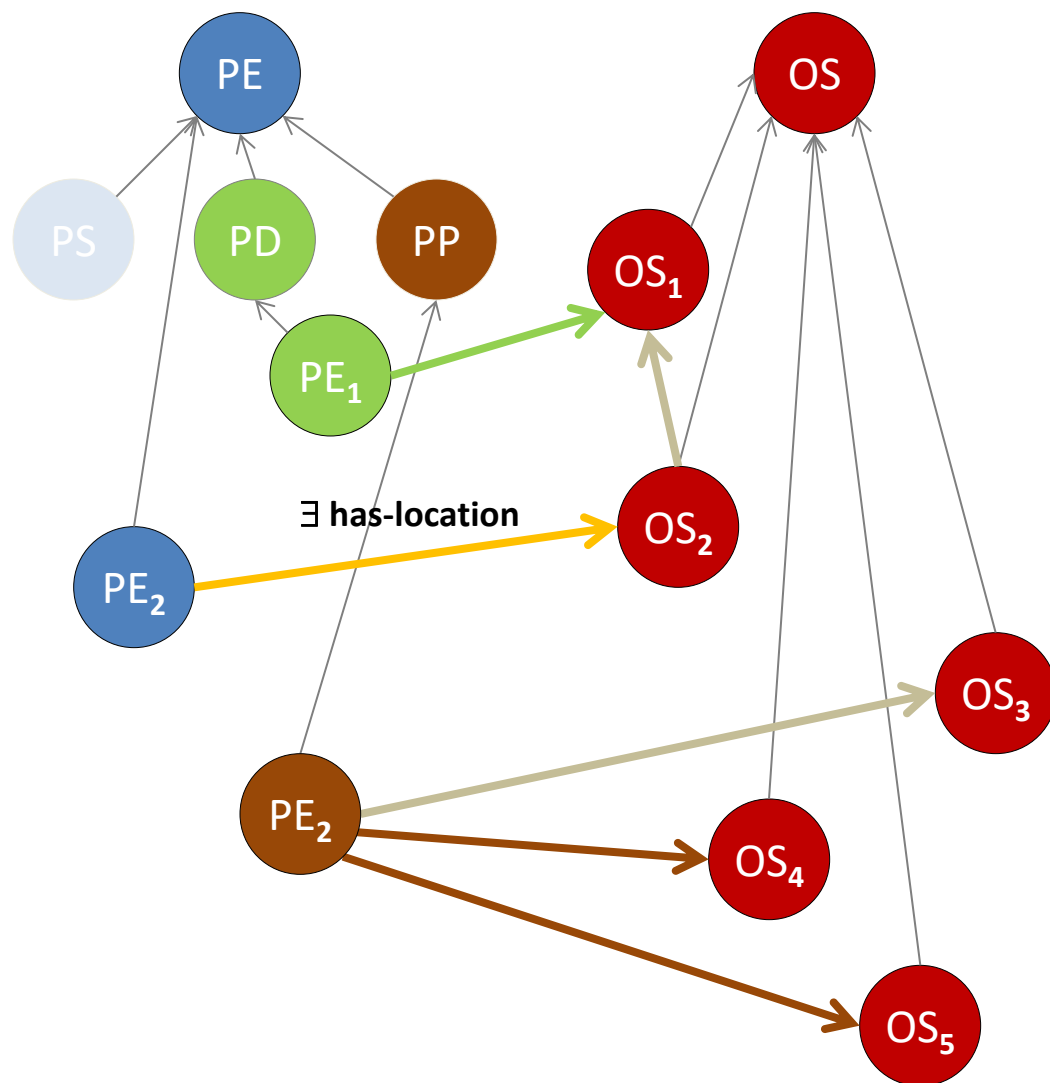 PE
OS
PS
PD
PP
OS₁
PE₁
∃ has-location
OS₂
PE₂
OS₃
PE₂
OS₄
OS₅